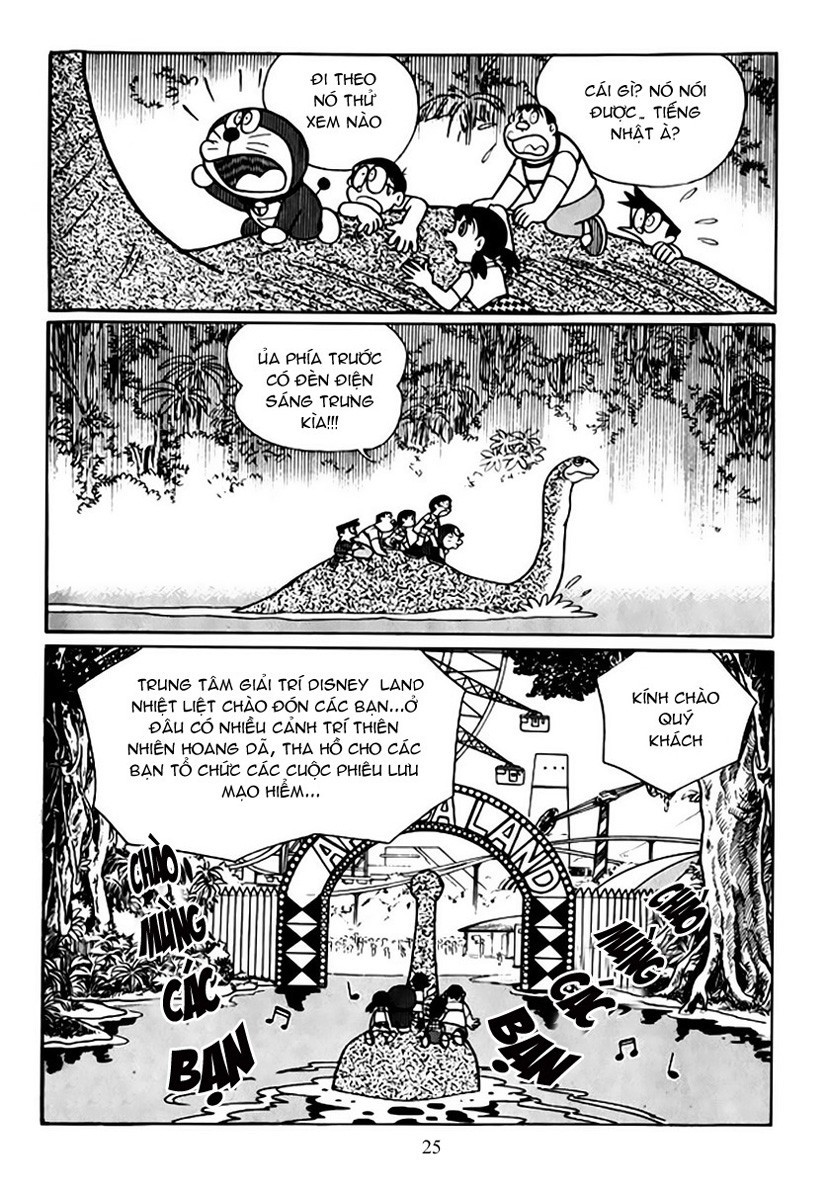 ĐI THEO
NÓ THỬ
XEM NÀO
CÁI GÌ? NÓ NÓI
ĐƯỢC.. TIẾNG
NHẬT À?
ỦA PHÍA TRƯỚC
CÓ ĐÈN ĐIỆN
SÁNG TRUNG
KÌA!!!
TRUNG TÂM GIẢI TRÍ DISNEY LAND
NHIỆT LIỆT CHÀO ĐÓN CÁC BẠN...Ở
ĐÂU CÓ NHIỀU CẢNH TRÍ THIÊN
NHIÊN HOANG DÃ, THA HỒ CHO CÁC
BẠN TỔ CHỨC CÁC CUỘC PHIÊU LƯU
MẠO HIỂM...
KÍNH CHÀO
QUÝ
KHÁCH
LAND
CHÀO
MỪNG
CÁC
BẠN
CHÀO
MỪNG
CÁC
BẠN
25